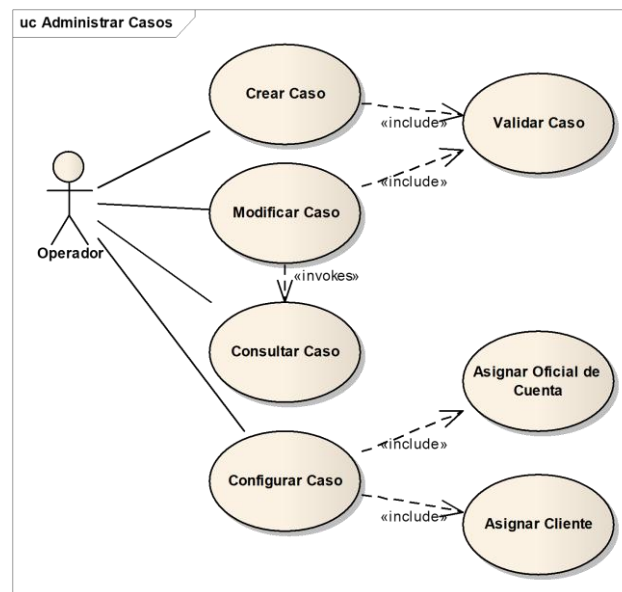 uc Administrar Casos
Crear Caso
«include»
Validar Caso
Modificar Caso
«include»
Operador
«invokes»
Consultar Caso
Asignar Oficial de
Cuenta
«include»
Configurar Caso
«include»
Asignar Cliente